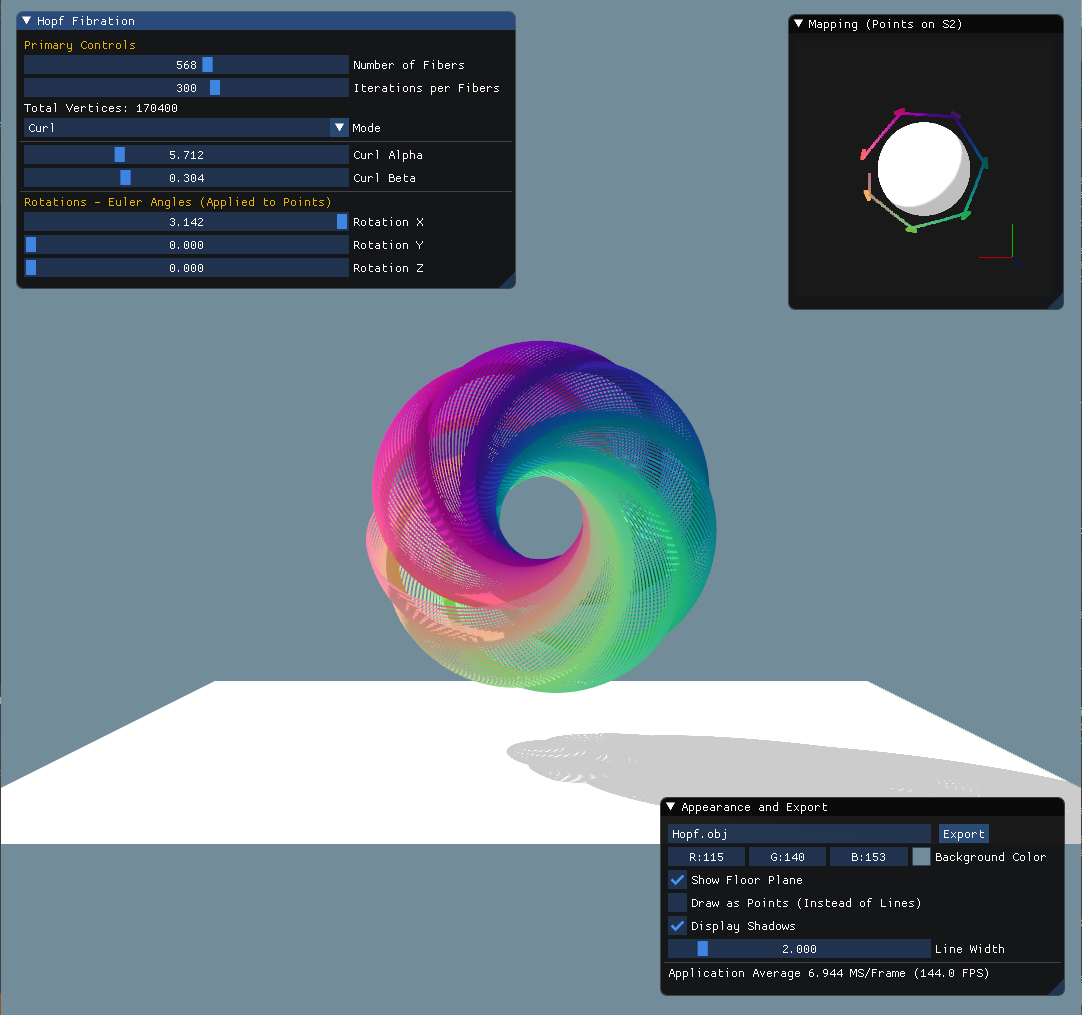 Hopf Fibration
Primary Controls
568 Number of Fibers
300 Iterations per Fibers
Total Vertices: 170400
Curl Mode
5.712 Curl Alpha
0.304 Curl Beta
Rotations - Euler Angles (Applied to Points)
3.142 Rotation X
0.000 Rotation Y
0.000 Rotation Z
Mapping (Points on S2)
Appearance and Export
Hopf.obj Export
R:115 G:140 B:153 Background Color
Show Floor Plane
Draw as Points (Instead of Lines)
Display Shadows
2.000 Line Width
Application Average 6.944 MS/Frame (144.0 FPS)